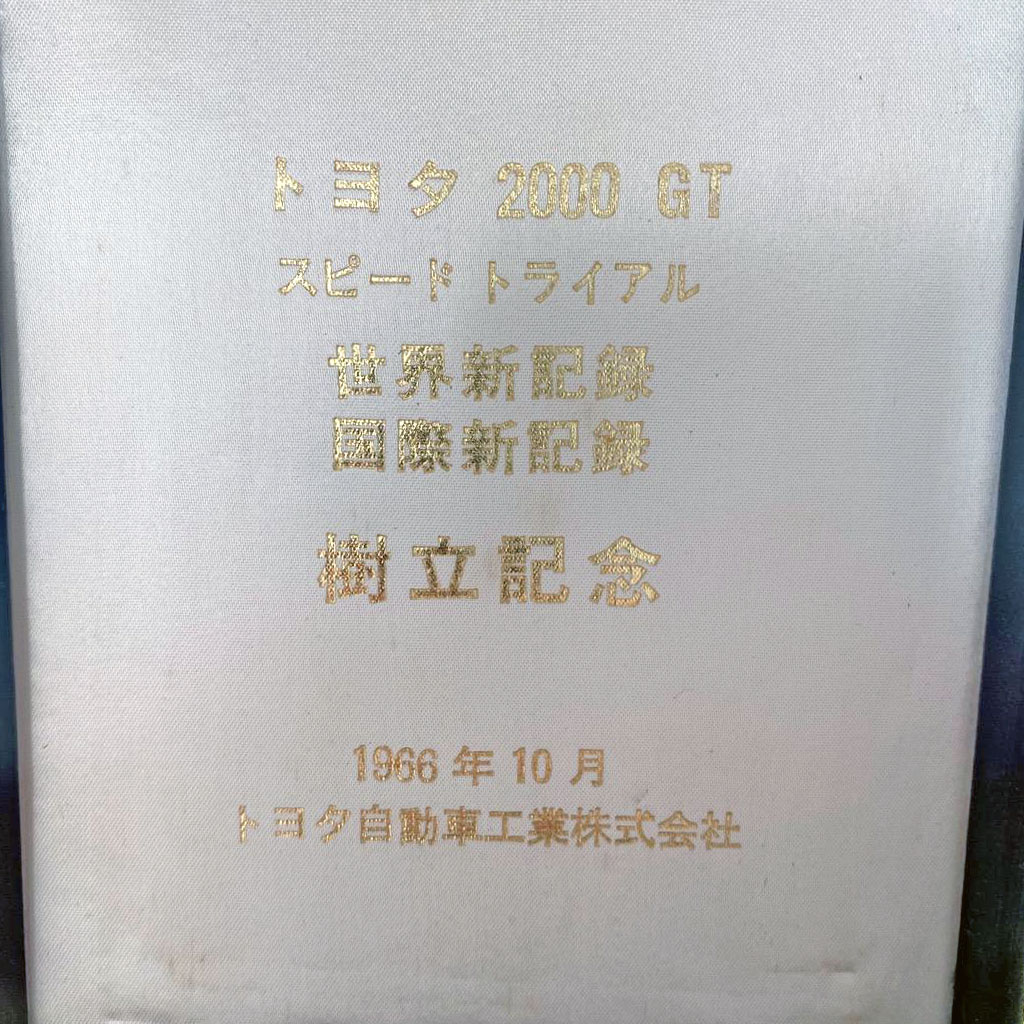 トヨタ 2000 GT
スピード トライアル
世界新記録
国際新記録
樹立記念
1966 年 10 月
トヨタ自動車工業株式会社